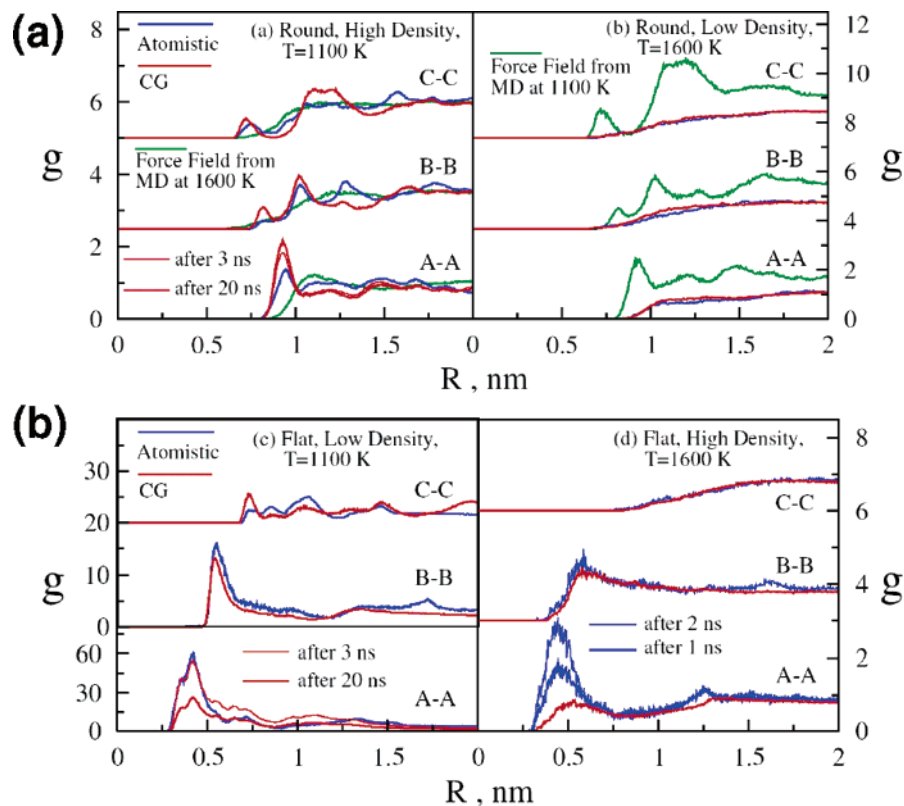 (a)
8
6
4
2
0
g
Atomistic
CG
(a) Round, High Density,
T=1100 K
C-C
Force Field from
MD at 1600 K
B-B
after 3 ns
after 20 ns
A-A
0
0.5
1
1.5
(b) Round, Low Density,
T=1600 K
Force Field from
MD at 1100 K
C-C
B-B
A-A
12
10
8
6
4
2
0
g
0
0.5
1
1.5
2
R , nm
(b)
30
20
10
0
60
30
0
g
Atomistic
CG
(c) Flat, Low Density,
T=1100 K
C-C
B-B
after 3 ns
after 20 ns
A-A
0
0.5
1
1.5
(d) Flat, High Density,
T=1600 K
C-C
B-B
after 2 ns
after 1 ns
A-A
8
6
4
2
0
g
0
0.5
1
1.5
2
R , nm